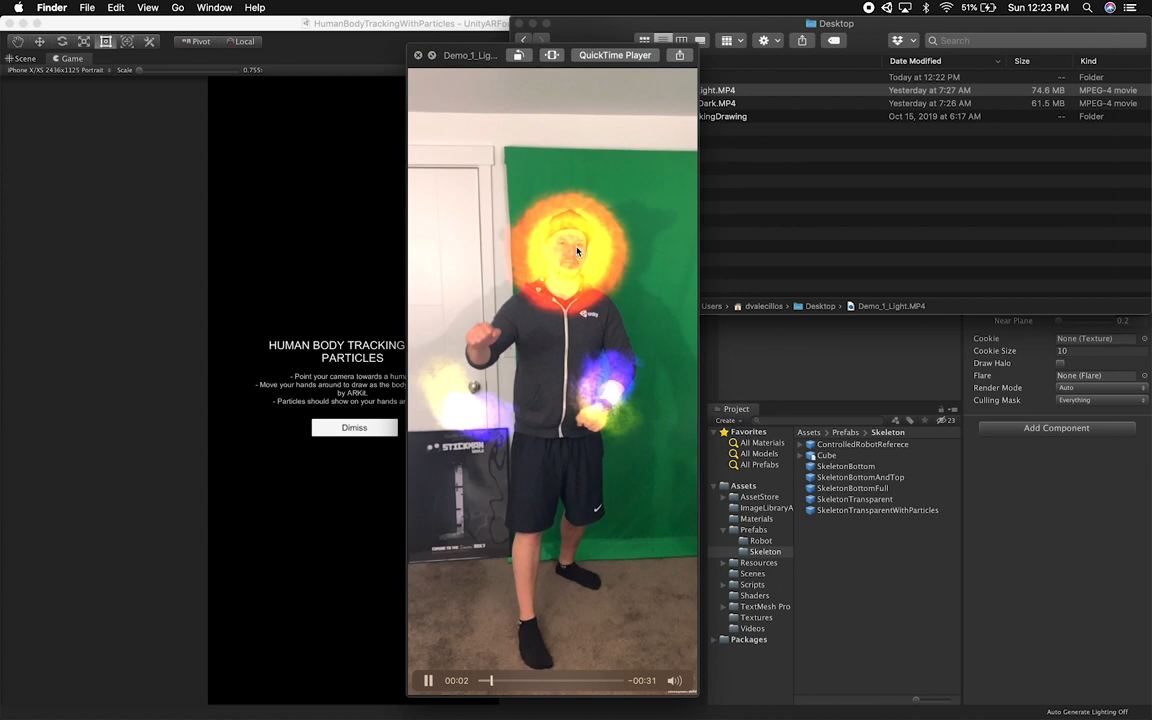 Finder File Edit View Go Window Help
51% Sun 12:23 PM
HumanBodyTrackingWithParticles - UnityARFo
Desktop
Pivot Local
Demo_1_Lig... QuickTime Player
Search
Scene Game
iPhone X/XS 2436x1125 Portrait Scale 0.755:
Date Modified Size Kind
Today at 12:22 PM -- Folder
ight.MP4 Yesterday at 7:27 AM 74.6 MB MPEG-4 movie
Dark.MP4 Yesterday at 7:26 AM 61.5 MB MPEG-4 movie
kingDrawing Oct 15, 2019 at 6:17 AM -- Folder
Users dvalecillos Desktop Demo_1_Light.MP4
Near Plane 0.2
Cookie None (Texture)
Cookie Size 10
Draw Halo
Flare None (Flare)
Render Mode Auto
Culling Mask Everything
Add Component
unity
HUMAN BODY TRACKING
PARTICLES
- Point your camera towards a hum
- Move your hands around to draw as the body
by ARKit.
- Particles should show on your hands a
Dimiss
STICKMAN
Project
Create 23
Favorites
All Materials
All Models
All Prefabs
Assets
AssetStore
ImageLibraryA
Materials
Prefabs
Robot
Skeleton
Resources
Scenes
Scripts
Shaders
TextMesh Pro
Textures
Videos
Packages
Assets Prefabs Skeleton
ControlledRobotReferece
Cube
SkeletonBottom
SkeletonBottomAndTop
SkeletonBottomFull
SkeletonTransparent
SkeletonTransparentWithParticles
00:02 -00:31
Auto Generate Lighting Off